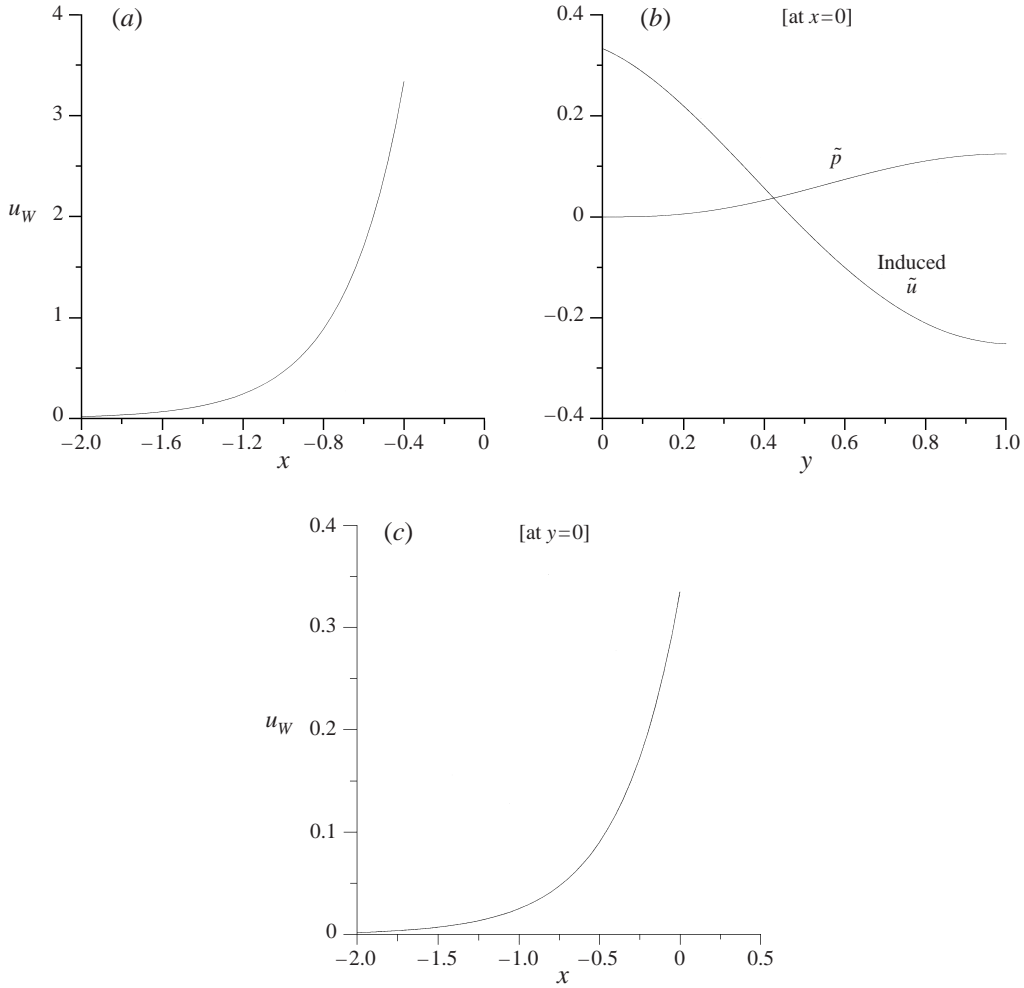 (a)
4
3
u_W 2
1
0
−2.0 −1.6 −1.2 −0.8 −0.4 0
x
(b) [at x=0]
0.4
0.2
0
−0.2
−0.4
p̃
Induced
ũ
0 0.2 0.4 0.6 0.8 1.0
y
(c) [at y=0]
0.4
0.3
u_W 0.2
0.1
0
−2.0 −1.5 −1.0 −0.5 0 0.5
x